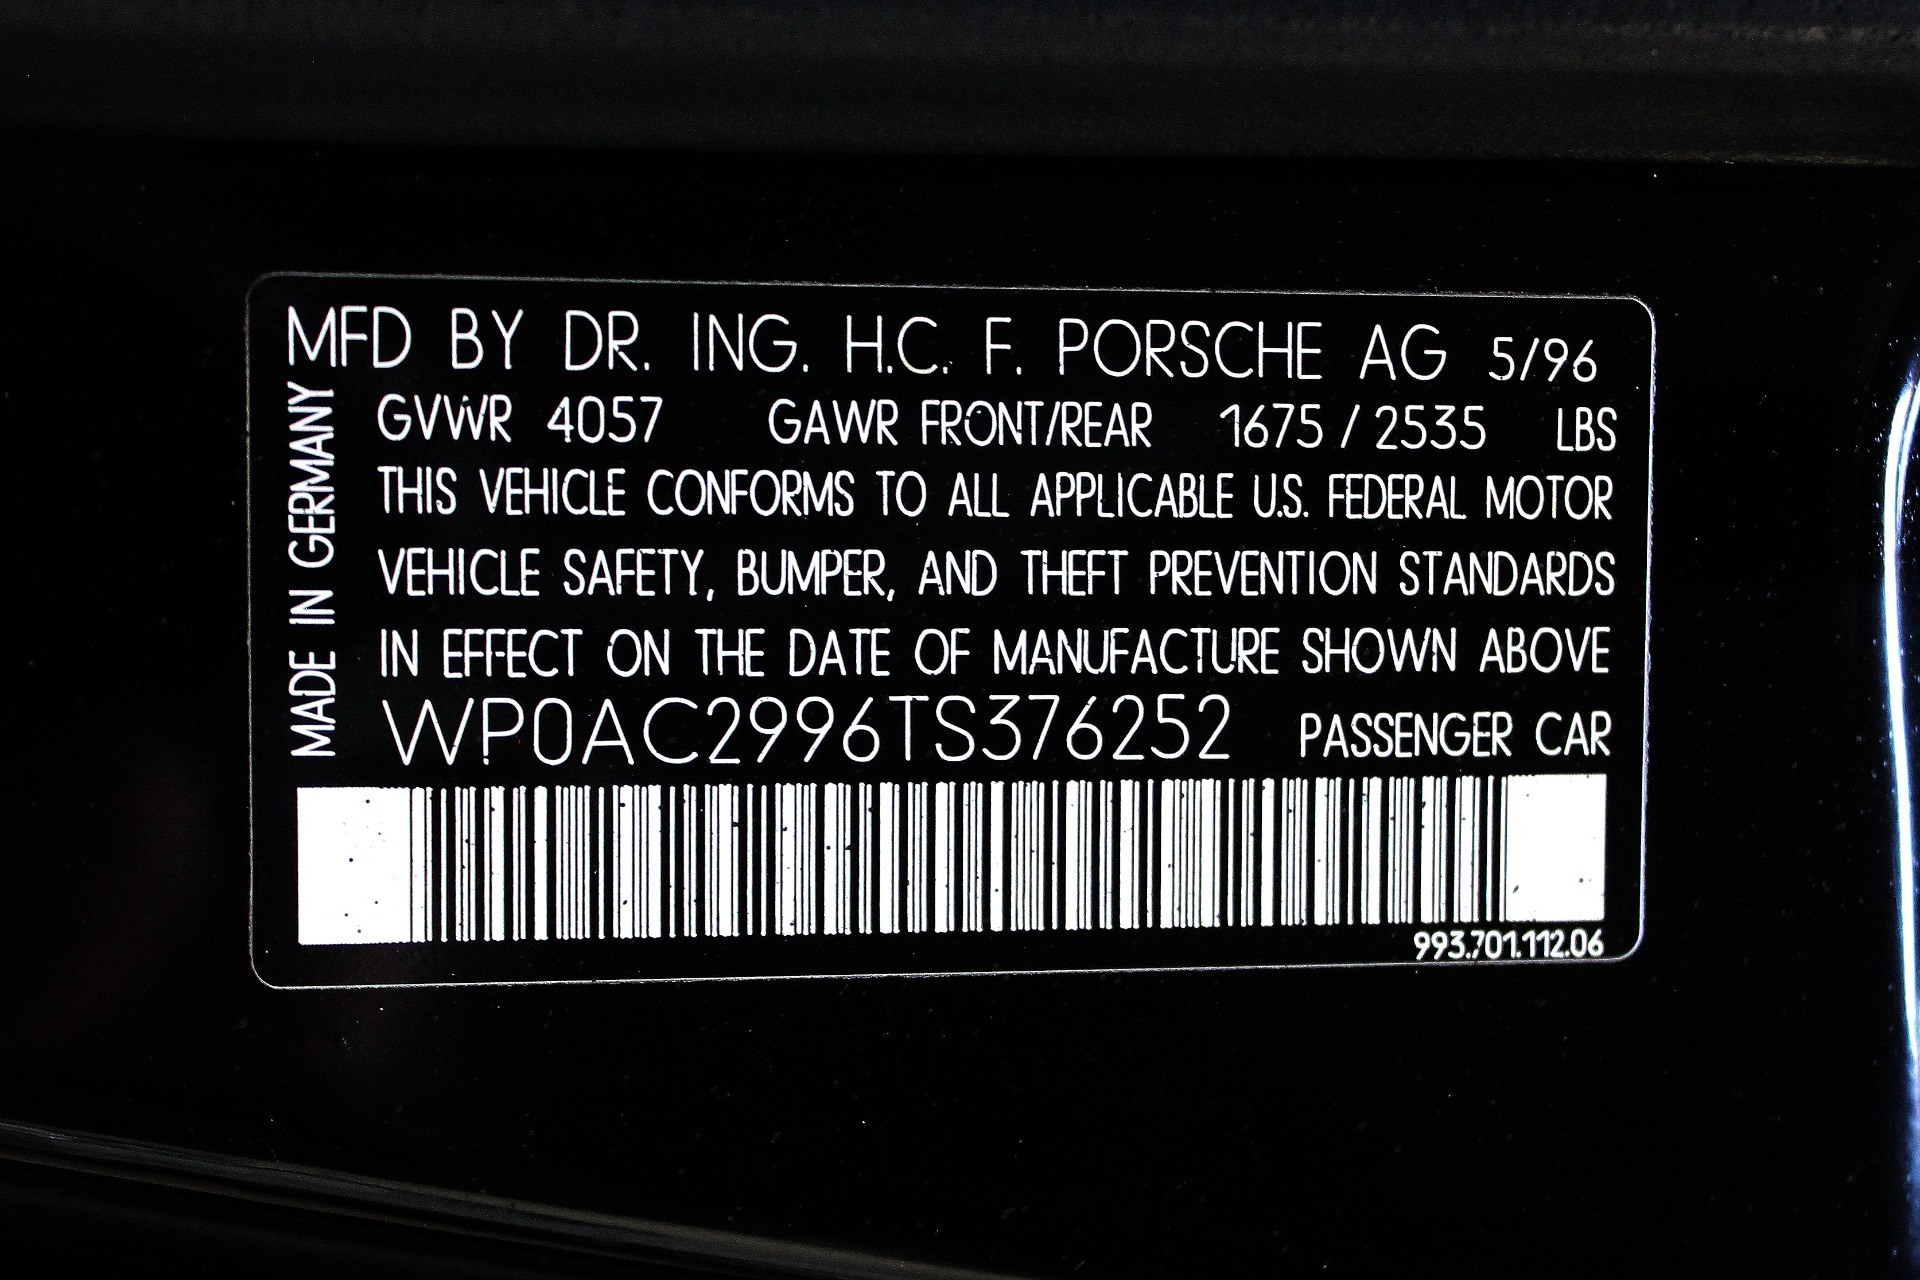 MFD BY DR. ING. H.C. F. PORSCHE AG 5/96
GVWR 4057 GAWR FRONT/REAR 1675 / 2535 LBS
THIS VEHICLE CONFORMS TO ALL APPLICABLE U.S. FEDERAL MOTOR
VEHICLE SAFETY, BUMPER, AND THEFT PREVENTION STANDARDS
IN EFFECT ON THE DATE OF MANUFACTURE SHOWN ABOVE
WP0AC2996TS376252 PASSENGER CAR
993.701.112.06
MADE IN GERMANY